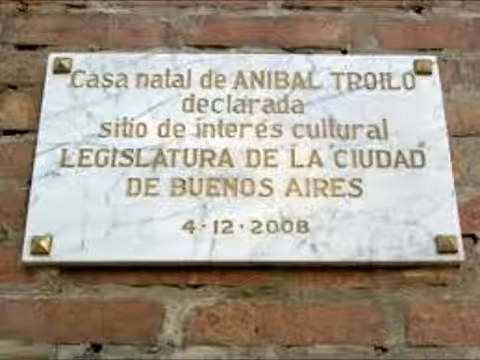 Casa natal de ANIBAL TROILO
declarada
sitio de interés cultural
LEGISLATURA DE LA CIUDAD
DE BUENOS AIRES
4·12·2008